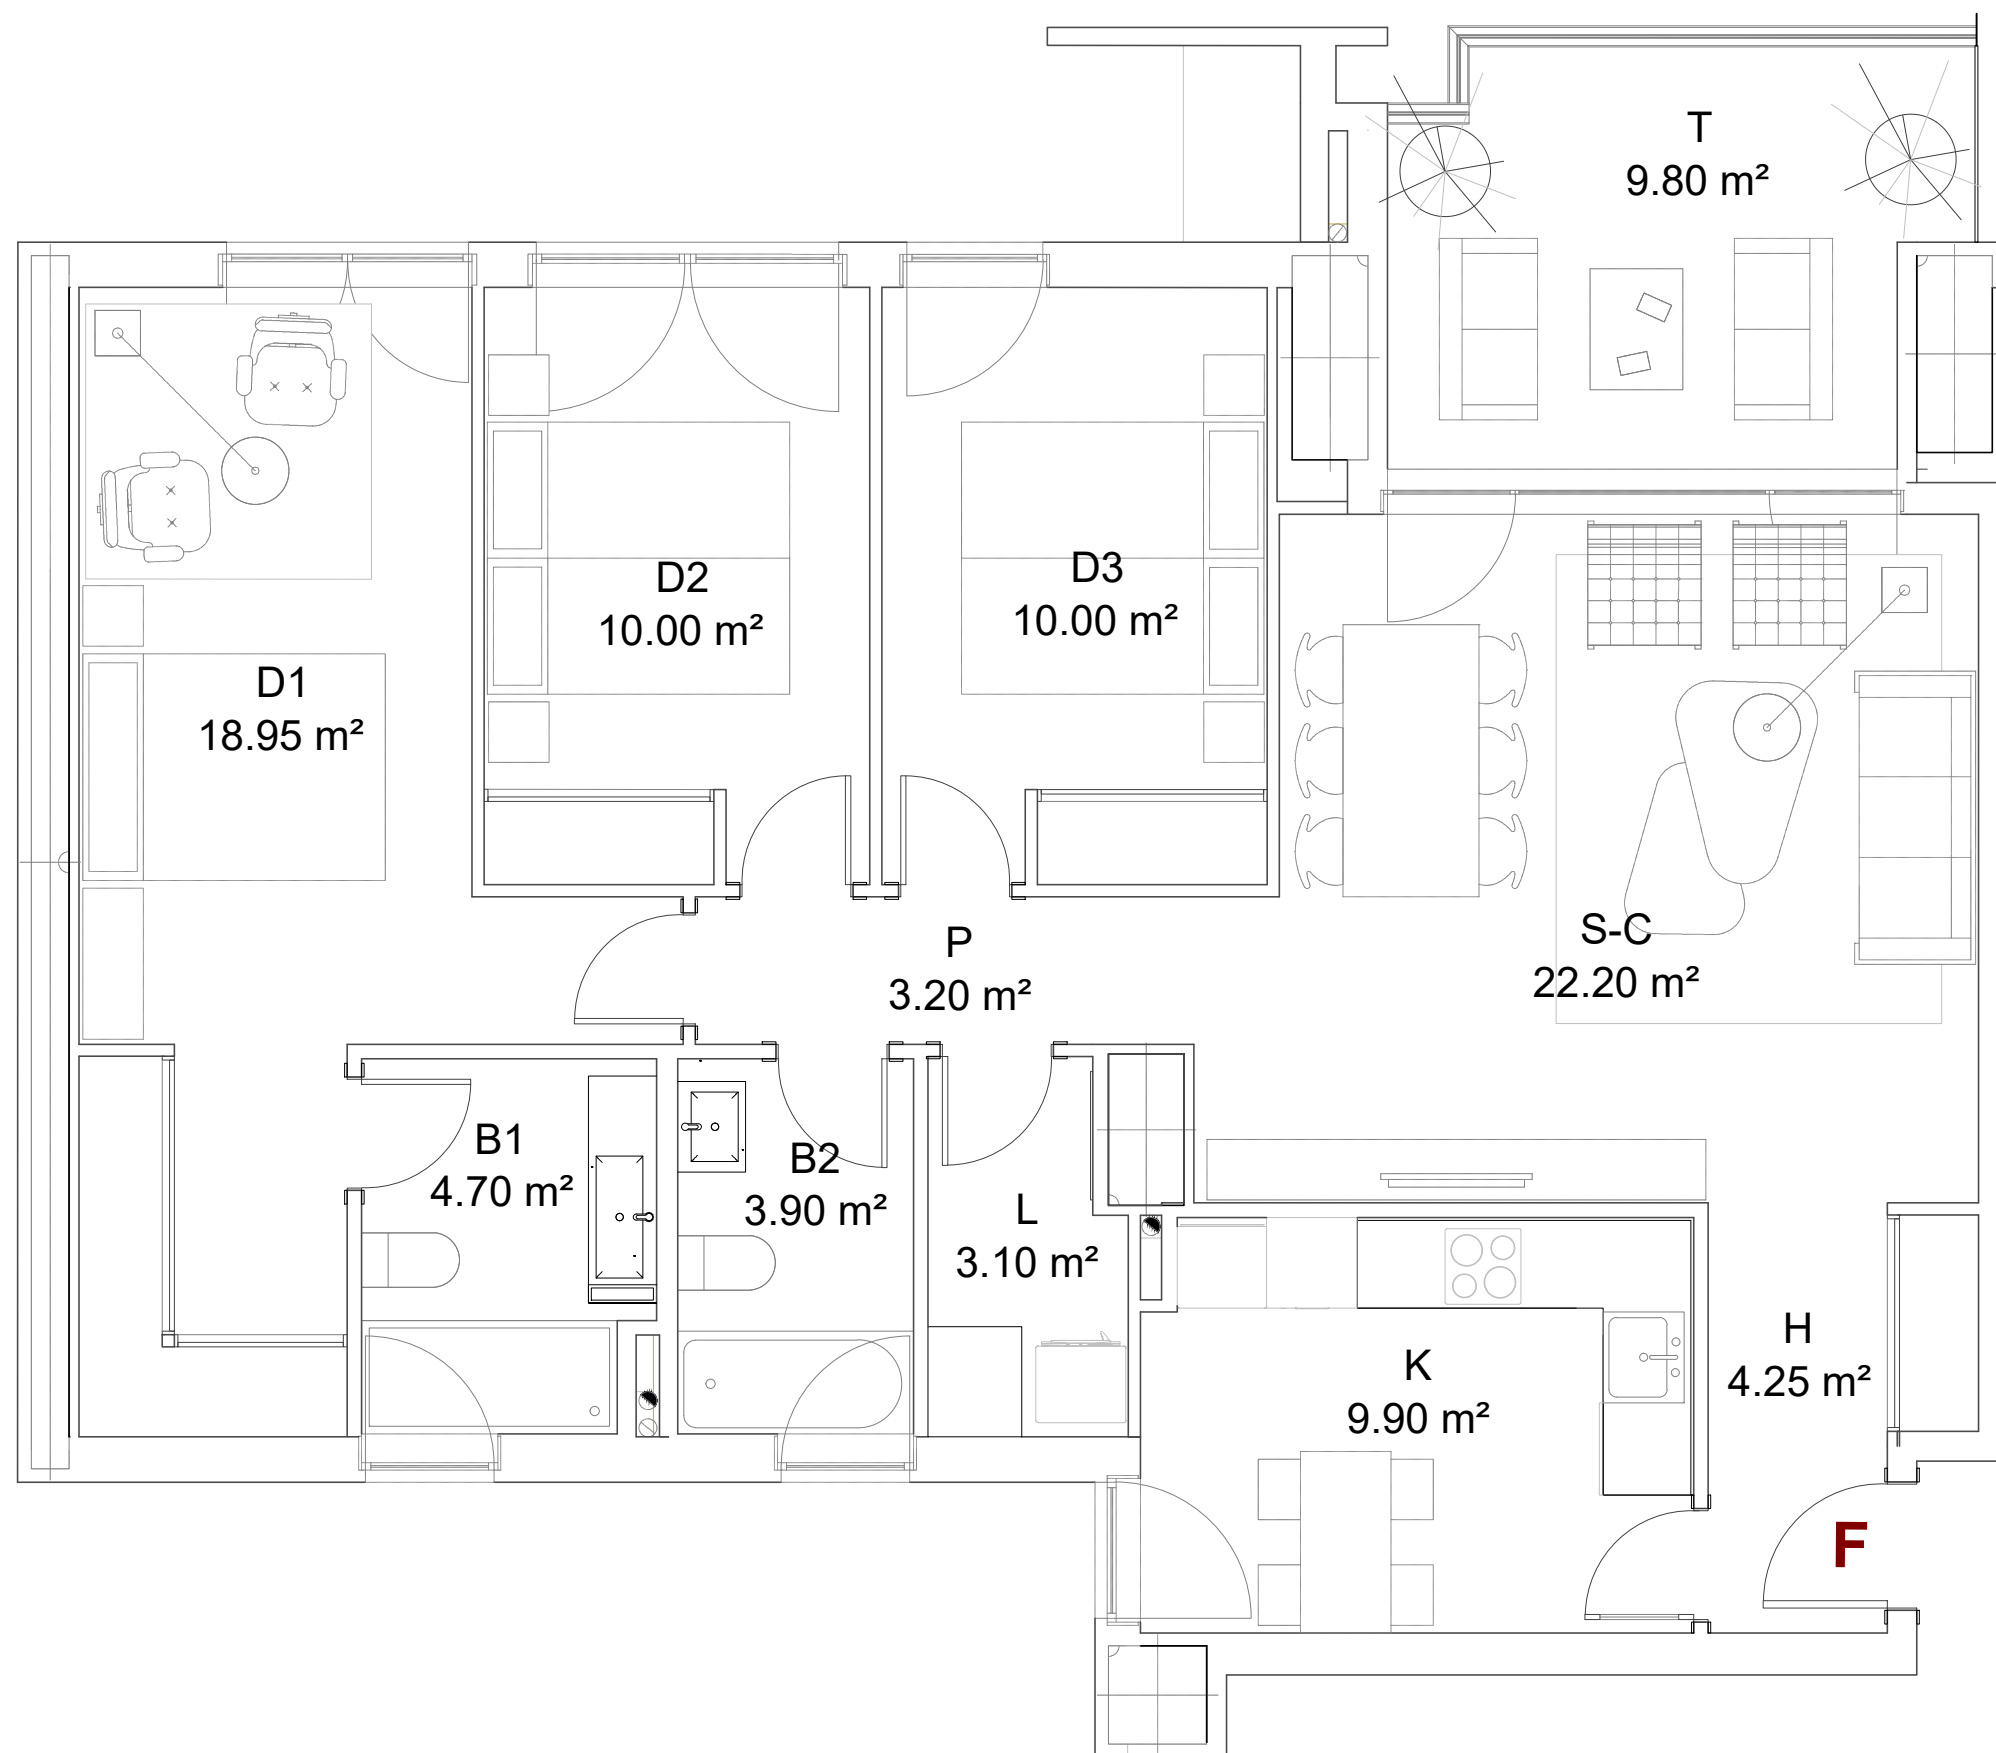 T
9.80 m²
D2
10.00 m²
D3
10.00 m²
D1
18.95 m²
P
3.20 m²
S-C
22.20 m²
B1
4.70 m²
B2
3.90 m²
L
3.10 m²
H
4.25 m²
K
9.90 m²
F